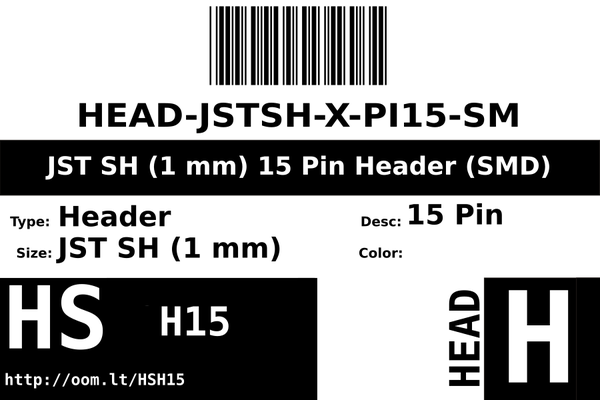 HEAD-JSTSH-X-PI15-SM
JST SH (1 mm) 15 Pin Header (SMD)
Type: Header
Desc: 15 Pin
Size: JST SH (1 mm)
Color:
HS
H15
http://oom.lt/HSH15
HEAD
H